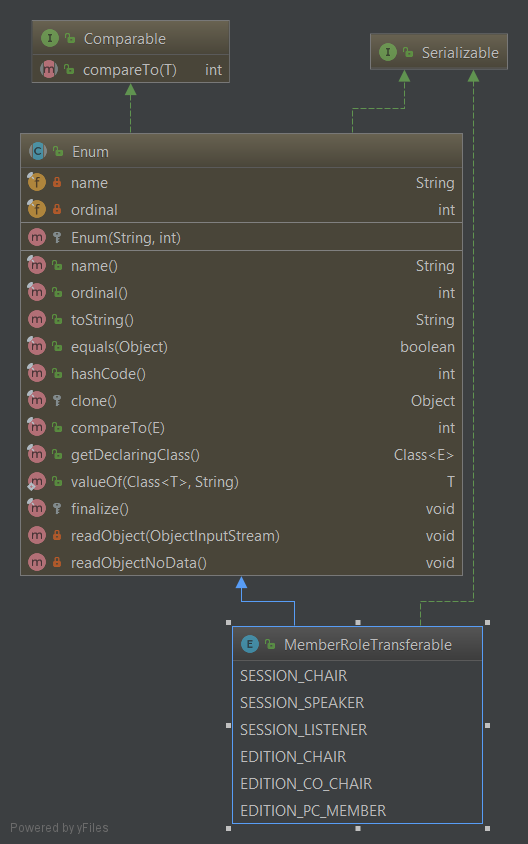 I Comparable
m compareTo(T) int
I Serializable
C Enum
f name String
f ordinal int
m Enum(String, int)
m name() String
m ordinal() int
m toString() String
m equals(Object) boolean
m hashCode() int
m clone() Object
m compareTo(E) int
m getDeclaringClass() Class<E>
m valueOf(Class<T>, String) T
m finalize() void
m readObject(ObjectInputStream) void
m readObjectNoData() void
E MemberRoleTransferable
SESSION_CHAIR
SESSION_SPEAKER
SESSION_LISTENER
EDITION_CHAIR
EDITION_CO_CHAIR
EDITION_PC_MEMBER
Powered by yFiles